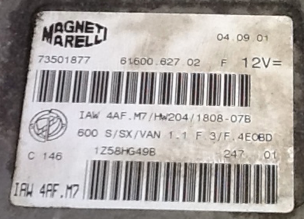 MAGNETI MARELLI
04.09.01
73501877 61600.627.02 F 12V=
IAW 4AF.M7/HW204/1808-07B
600 S/SX/VAN 1.1 F 3/F.4EOBD
C 146 1Z58HG49B 247 01
IAW 4AF.M7